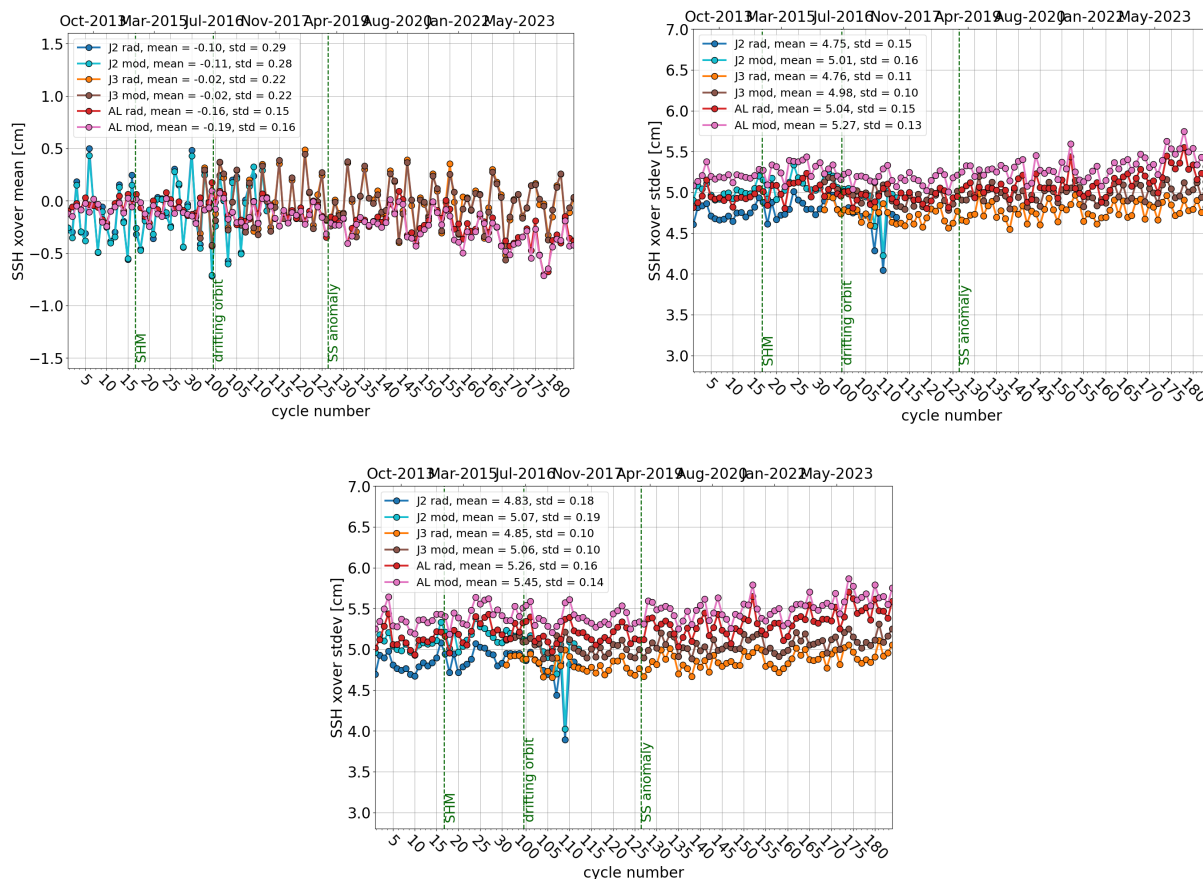 Oct-2013 Mar-2015 Jul-2016 Nov-2017 Apr-2019 Aug-2020 Jan-2022 May-2023
SSH xover mean [cm]
1.5
1.0
0.5
0.0
−0.5
−1.0
−1.5
J2 rad, mean = -0.10, std = 0.29
J2 mod, mean = -0.11, std = 0.28
J3 rad, mean = -0.02, std = 0.22
J3 mod, mean = -0.02, std = 0.22
AL rad, mean = -0.16, std = 0.15
AL mod, mean = -0.19, std = 0.16
SHM
drifting orbit
SS anomaly
5 10 15 20 25 30 100 105 110 115 120 125 130 135 140 145 150 155 160 165 170 175 180
cycle number
Oct-2013 Mar-2015 Jul-2016 Nov-2017 Apr-2019 Aug-2020 Jan-2022 May-2023
SSH xover stdev [cm]
7.0
6.5
6.0
5.5
5.0
4.5
4.0
3.5
3.0
J2 rad, mean = 4.75, std = 0.15
J2 mod, mean = 5.01, std = 0.16
J3 rad, mean = 4.76, std = 0.11
J3 mod, mean = 4.98, std = 0.10
AL rad, mean = 5.04, std = 0.15
AL mod, mean = 5.27, std = 0.13
SHM
drifting orbit
SS anomaly
5 10 15 20 25 30 100 105 110 115 120 125 130 135 140 145 150 155 160 165 170 175 180
cycle number
Oct-2013 Mar-2015 Jul-2016 Nov-2017 Apr-2019 Aug-2020 Jan-2022 May-2023
SSH xover stdev [cm]
7.0
6.5
6.0
5.5
5.0
4.5
4.0
3.5
3.0
J2 rad, mean = 4.83, std = 0.18
J2 mod, mean = 5.07, std = 0.19
J3 rad, mean = 4.85, std = 0.10
J3 mod, mean = 5.06, std = 0.10
AL rad, mean = 5.26, std = 0.16
AL mod, mean = 5.45, std = 0.14
SHM
drifting orbit
SS anomaly
5 10 15 20 25 30 100 105 110 115 120 125 130 135 140 145 150 155 160 165 170 175 180
cycle number